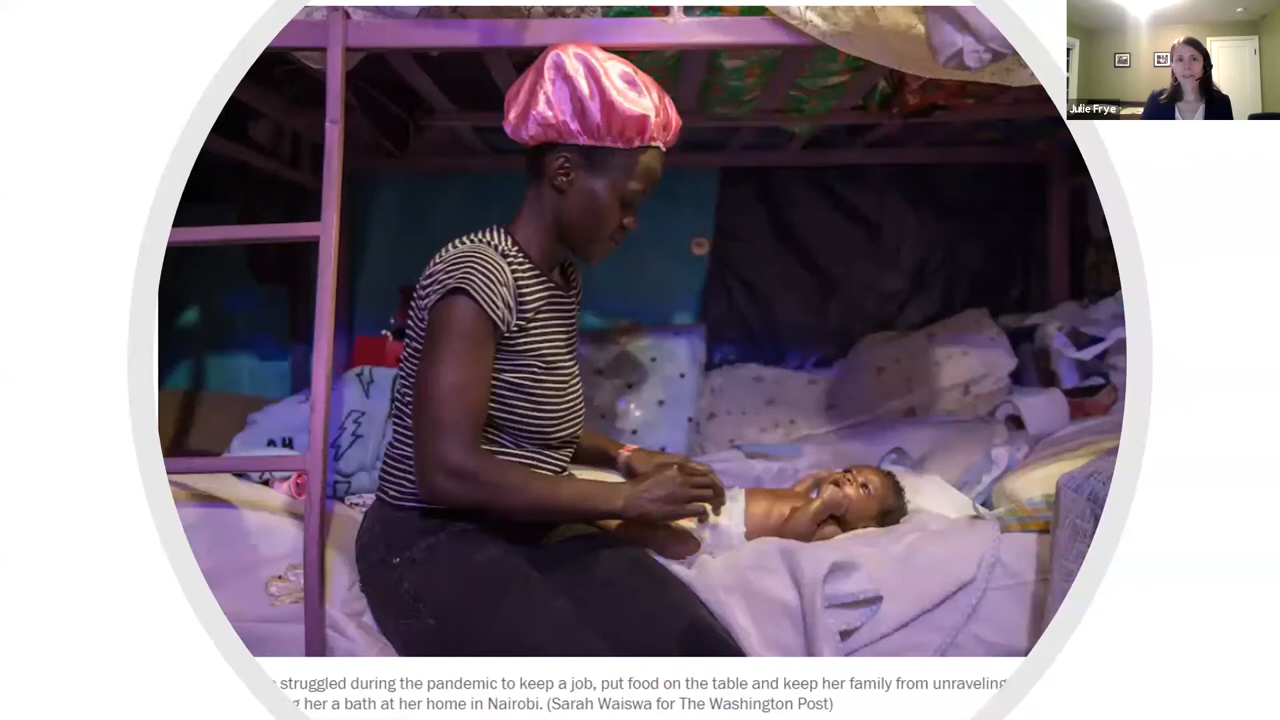 Julie Frye
struggled during the pandemic to keep a job, put food on the table and keep her family from unraveling
her a bath at her home in Nairobi. (Sarah Waiswa for The Washington Post)